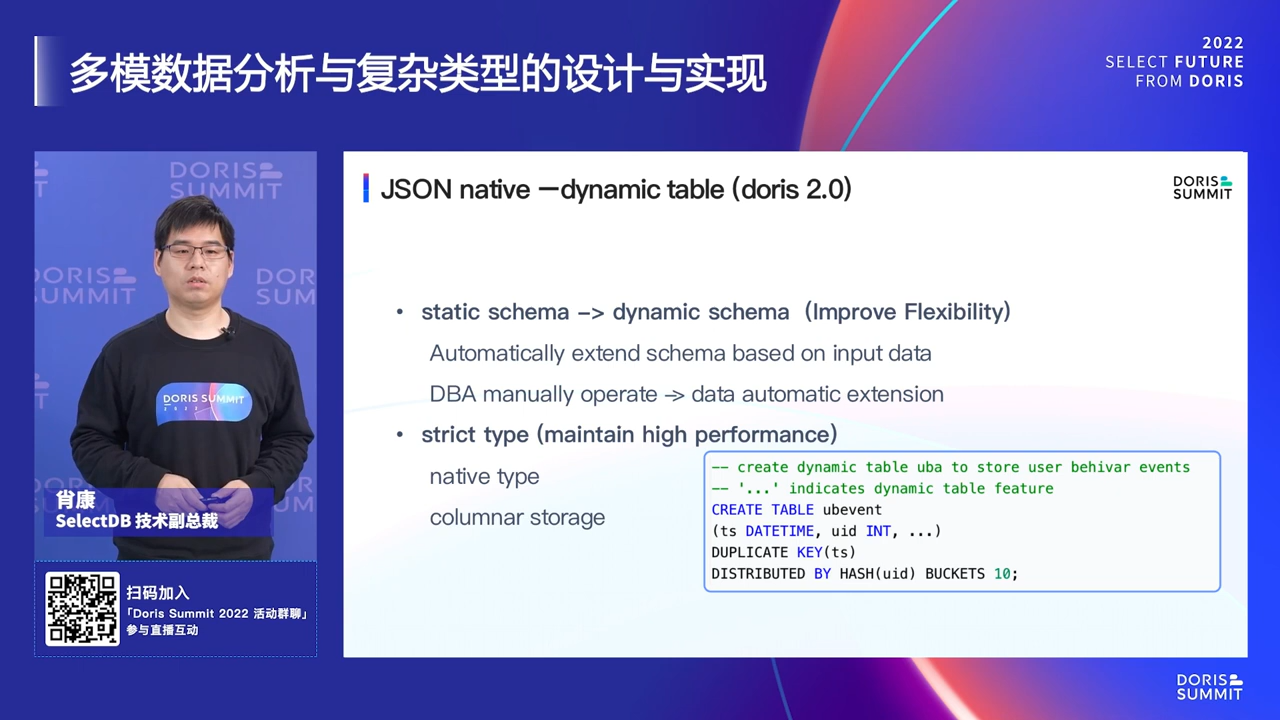 多模数据分析与复杂类型的设计与实现
2022
SELECT FUTURE
FROM DORIS
DORIS
SUMMIT
DORIS
SUMMIT
DOR
SUM
DORIS SUMMIT
2022
肖康
SelectDB 技术副总裁
扫码加入
「Doris Summit 2022 活动群聊」
参与直播互动
JSON native —dynamic table (doris 2.0)
DORIS
SUMMIT
• static schema –> dynamic schema（Improve Flexibility)
Automatically extend schema based on input data
DBA manually operate –> data automatic extension
• strict type (maintain high performance)
native type
columnar storage
-- create dynamic table uba to store user behivar events
-- '...' indicates dynamic table feature
CREATE TABLE ubevent
(ts DATETIME, uid INT, ...)
DUPLICATE KEY(ts)
DISTRIBUTED BY HASH(uid) BUCKETS 10;
DORIS
SUMMIT